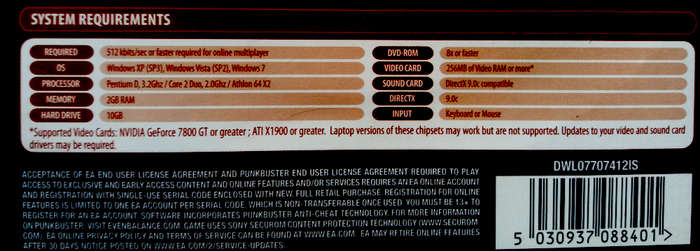 SYSTEM REQUIREMENTS
REQUIRED 512 kbits/sec or faster required for online multiplayer DVD-ROM 8x or faster
OS Windows XP (SP3), Windows Vista (SP2), Windows 7 VIDEO CARD 256MB of Video RAM or more*
PROCESSOR Pentium D, 3.2Ghz / Core 2 Duo, 2.0Ghz / Athlon 64 X2 SOUND CARD DirectX 9.0c compatible
MEMORY 2GB RAM DIRECTX 9.0c
HARD DRIVE 10GB INPUT Keyboard or Mouse
*Supported Video Cards: NVIDIA GeForce 7800 GT or greater ; ATI X1900 or greater. Laptop versions of these chipsets may work but are not supported. Updates to your video and sound card
drivers may be required.
ACCEPTANCE OF EA END USER LICENSE AGREEMENT AND PUNKBUSTER END USER LICENSE AGREEMENT REQUIRED TO PLAY
ACCESS TO EXCLUSIVE AND EARLY ACCESS CONTENT AND ONLINE FEATURES AND/OR SERVICES REQUIRES AN EA ONLINE ACCOUNT
AND REGISTRATION WITH SINGLE-USE SERIAL CODE ENCLOSED WITH NEW, FULL RETAIL PURCHASE. REGISTRATION FOR ONLINE
FEATURES IS LIMITED TO ONE EA ACCOUNT PER SERIAL CODE, WHICH IS NON-TRANSFERABLE ONCE USED. YOU MUST BE 13+ TO
REGISTER FOR AN EA ACCOUNT SOFTWARE INCORPORATES PUNKBUSTER ANTI-CHEAT TECHNOLOGY. FOR MORE INFORMATION
ON PUNKBUSTER VISIT EVENBALANCE.COM. GAME USES SONY SECUROM CONTENT PROTECTION TECHNOLOGY (WWW.SECUROM.
COM). EA ONLINE PRIVACY POLICY AND TERMS OF SERVICE CAN BE FOUND AT WWW.EA.COM. EA MAY RETIRE ONLINE FEATURES
AFTER 30 DAYS NOTICE POSTED ON WWW.EA.COM/2/SERVICE-UPDATES.
DWL07707412IS
5 030937 088401 >